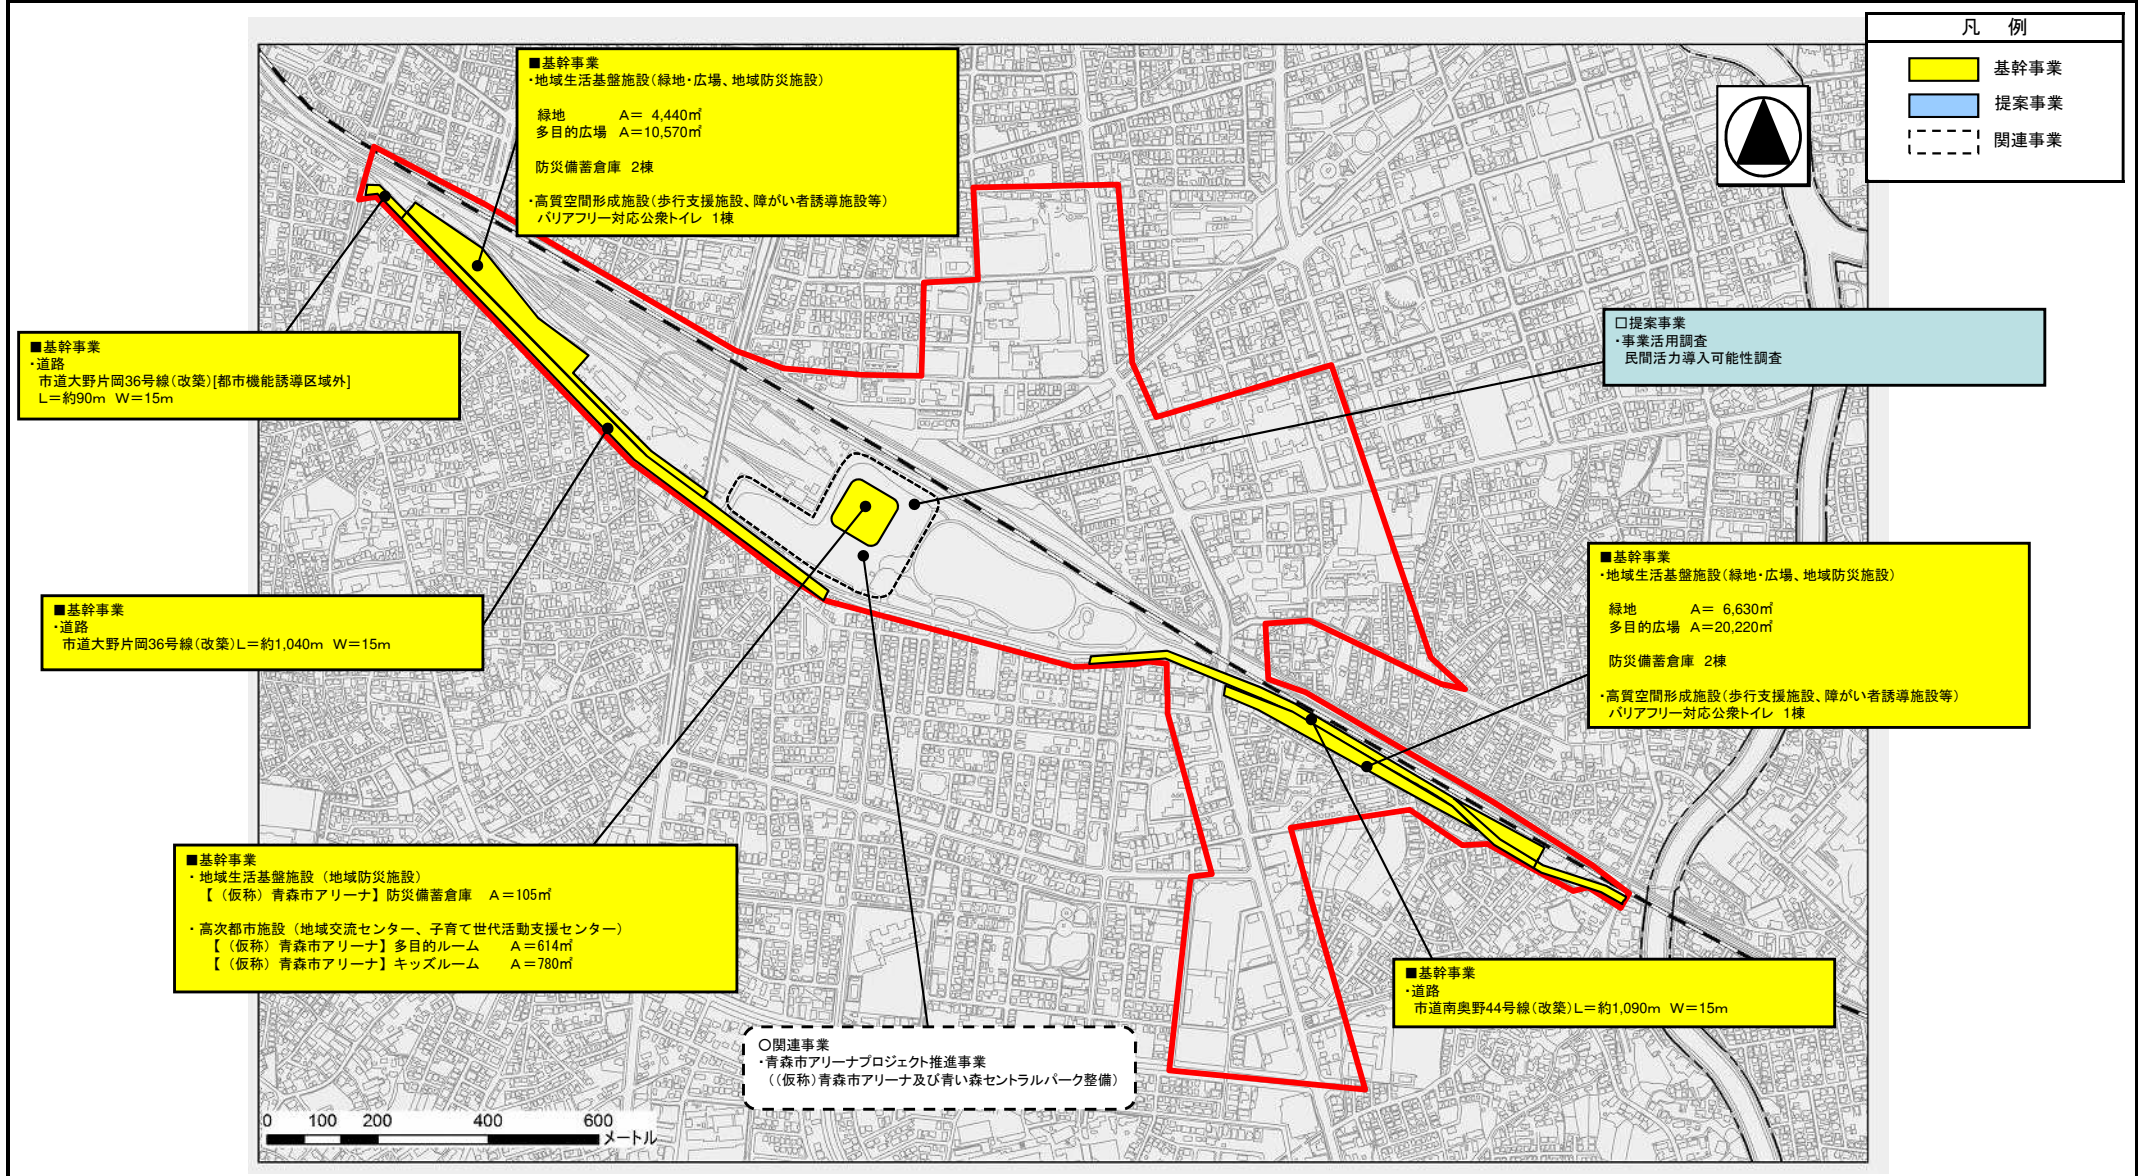 凡 例
基幹事業
提案事業
関連事業
■基幹事業
・地域生活基盤施設（緑地・広場、地域防災施設）
緑地 A＝ 4,440㎡
多目的広場 A＝10,570㎡
防災備蓄倉庫 2棟
・高質空間形成施設（歩行支援施設、障がい者誘導施設等）
バリアフリー対応公衆トイレ 1棟
■基幹事業
・道路
市道大野片岡36号線（改築）[都市機能誘導区域外]
L＝約90m W＝15m
□提案事業
・事業活用調査
民間活力導入可能性調査
■基幹事業
・道路
市道大野片岡36号線（改築）L＝約1,040m W＝15m
■基幹事業
・地域生活基盤施設（緑地・広場、地域防災施設）
緑地 A＝ 6,630㎡
多目的広場 A＝20,220㎡
防災備蓄倉庫 2棟
・高質空間形成施設（歩行支援施設、障がい者誘導施設等）
バリアフリー対応公衆トイレ 1棟
■基幹事業
・地域生活基盤施設（地域防災施設）
【（仮称）青森市アリーナ】防災備蓄倉庫 A＝105㎡
・高次都市施設（地域交流センター、子育て世代活動支援センター）
【（仮称）青森市アリーナ】多目的ルーム A＝614㎡
【（仮称）青森市アリーナ】キッズルーム A＝780㎡
■基幹事業
・道路
市道南奥野44号線（改築）L＝約1,090m W＝15m
○関連事業
・青森市アリーナプロジェクト推進事業
（（仮称）青森市アリーナ及び青い森セントラルパーク整備）
0 100 200 400 600
メートル